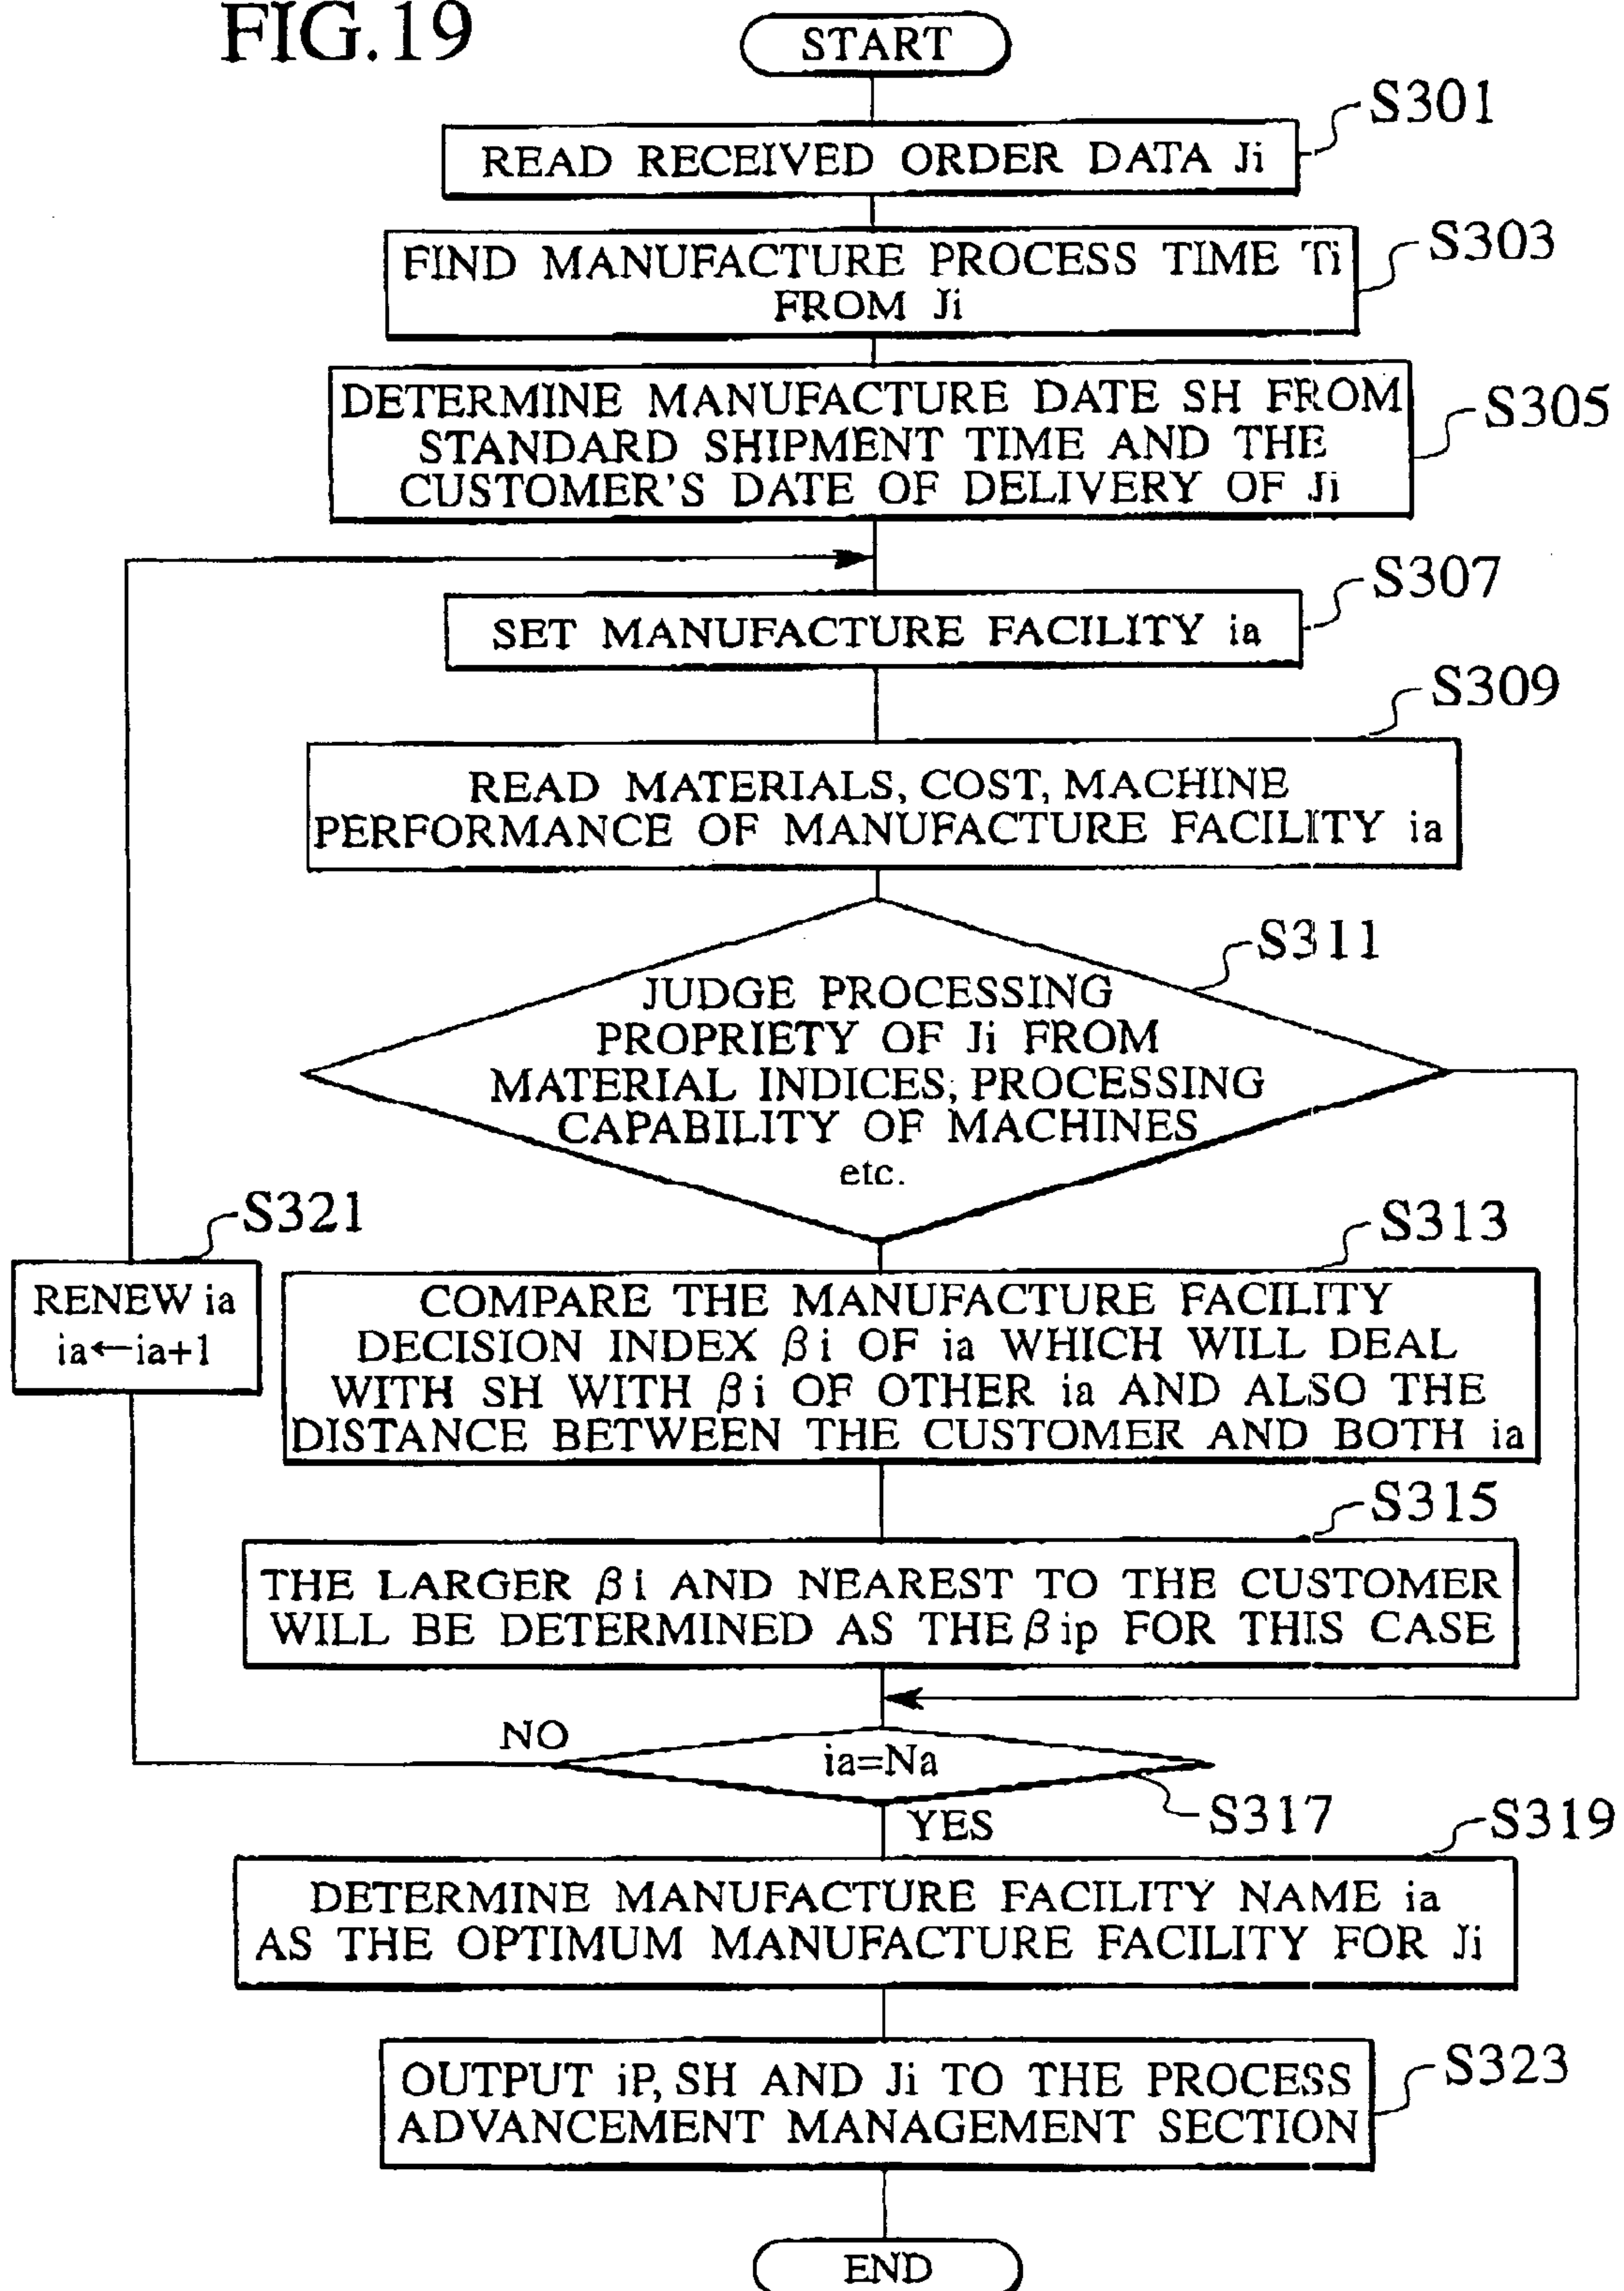 FIG.19
START
S301
READ RECEIVED ORDER DATA Ji
S303
FIND MANUFACTURE PROCESS TIME Ti
FROM Ji
S305
DETERMINE MANUFACTURE DATE SH FROM
STANDARD SHIPMENT TIME AND THE
CUSTOMER'S DATE OF DELIVERY OF Ji
S307
SET MANUFACTURE FACILITY ia
S309
READ MATERIALS, COST, MACHINE
PERFORMANCE OF MANUFACTURE FACILITY ia
S311
JUDGE PROCESSING
PROPRIETY OF Ji FROM
MATERIAL INDICES, PROCESSING
CAPABILITY OF MACHINES
etc.
S321
RENEW ia
ia←ia+1
S313
COMPARE THE MANUFACTURE FACILITY
DECISION INDEX βi OF ia WHICH WILL DEAL
WITH SH WITH βi OF OTHER ia AND ALSO THE
DISTANCE BETWEEN THE CUSTOMER AND BOTH ia
S315
THE LARGER βi AND NEAREST TO THE CUSTOMER
WILL BE DETERMINED AS THE βip FOR THIS CASE
NO
ia=Na
S317
YES
S319
DETERMINE MANUFACTURE FACILITY NAME ia
AS THE OPTIMUM MANUFACTURE FACILITY FOR Ji
S323
OUTPUT iP, SH AND Ji TO THE PROCESS
ADVANCEMENT MANAGEMENT SECTION
END